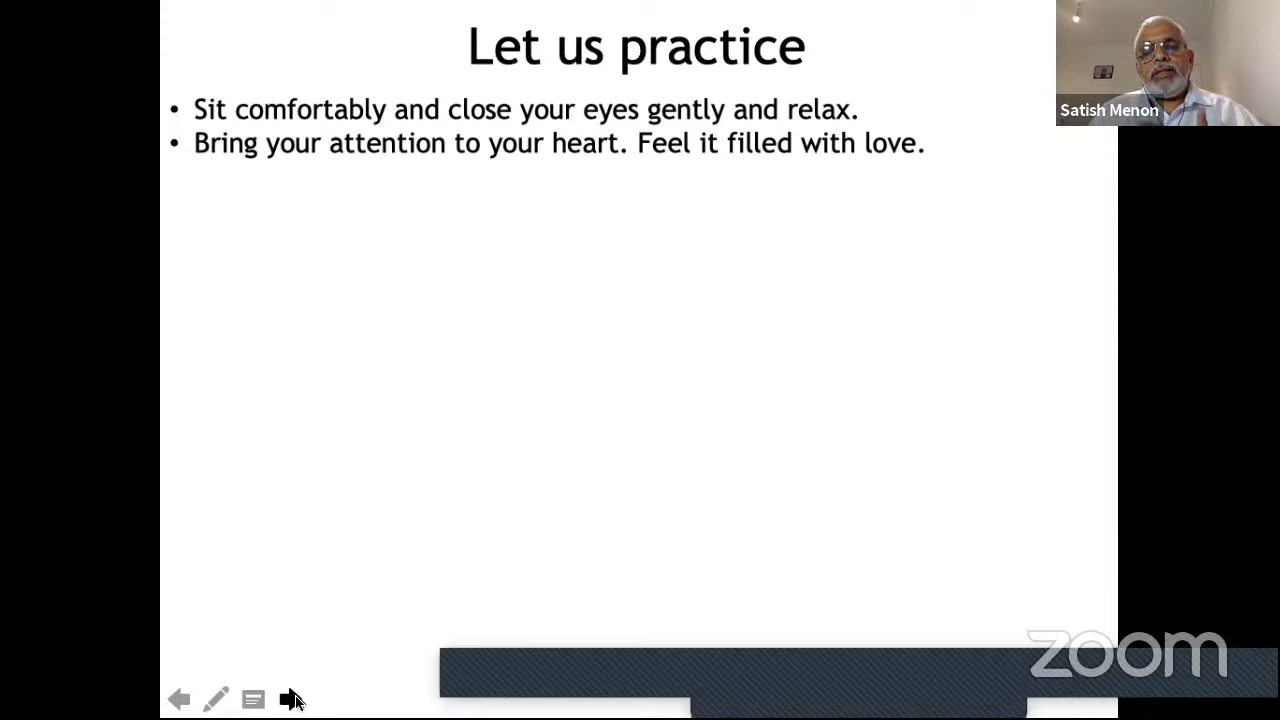 Let us practice
• Sit comfortably and close your eyes gently and relax.
• Bring your attention to your heart. Feel it filled with love.
Satish Menon
zoom